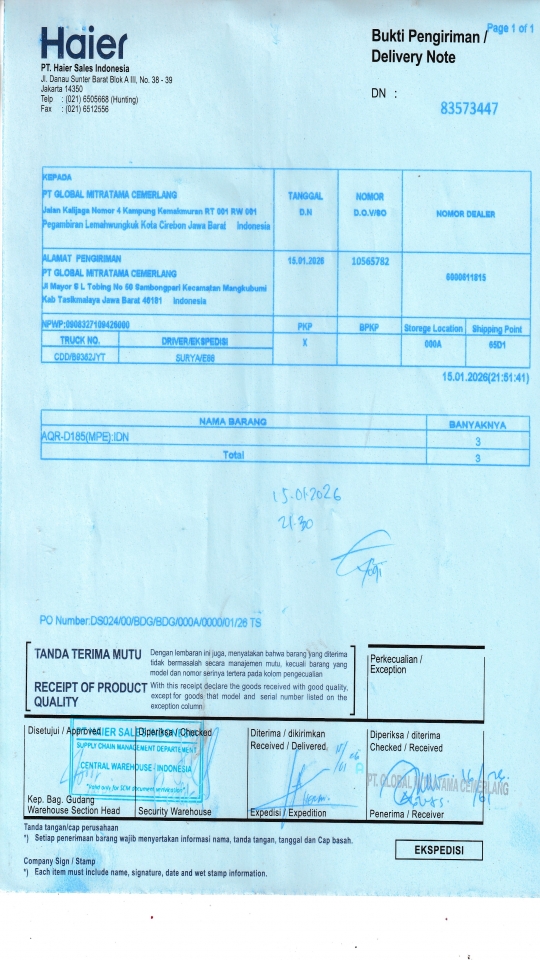 Haier
Page 1 of 1
Bukti Pengiriman /
Delivery Note
PT. Haier Sales Indonesia
Jl. Danau Sunter Barat Blok A III, No. 38 - 39
Jakarta 14350
Telp : (021) 6505668 (Hunting)
Fax : (021) 6512556
DN :
83573447
KEPADA
PT GLOBAL MITRATAMA CEMERLANG
Jalan Kalijaga Nomor 4 Kampung Kemakmuran RT 001 RW 001
Pegambiran Lemahwungkuk Kota Cirebon Jawa Barat Indonesia
TANGGAL
D.N
NOMOR
D.O.V/SO
NOMOR DEALER
ALAMAT PENGIRIMAN
PT GLOBAL MITRATAMA CEMERLANG
Jl Mayor S L Tobing No 60 Sambongpari Kecamatan Mangkubumi
Kab Tasikmalaya Jawa Barat 46181 Indonesia
15.01.2026
10565782
0000611815
NPWP:0908327109426000
PKP
BPKP
Storege Location
Shipping Point
TRUCK NO.
DRIVER/EKSPEDISI
X
000A
65D1
CDD/B9362JYT
SURYA/E66
15.01.2026(21:51:41)
NAMA BARANG
BANYAKNYA
AQR-D185(MPE):IDN
3
Total
3
15.01.2026
21.30
PO Number:DS024/00/BDG/BDG/000A/0000/01/26 TS
TANDA TERIMA MUTU
Dengan lembaran ini juga, menyatakan bahwa barang yang diterima
tidak bermasalah secara manajemen mutu, kecuali barang yang
model dan nomor serinya tertera pada kolom pengecualian
RECEIPT OF PRODUCT
QUALITY
With this receipt declare the goods received with good quality,
except for goods that model and serial number listed on the
exception column
Perkecualian /
Exception
Disetujui / Approved
Diperiksa / Checked
Diterima / dikirimkan
Received / Delivered
Diperiksa / diterima
Checked / Received
PT HAIER SALES INDONESIA
SUPPLY CHAIN MANAGEMENT DEPARTEMENT
CENTRAL WAREHOUSE - INDONESIA
PT. GLOBAL MITRATAMA CEMERLANG
Kep. Bag. Gudang
Warehouse Section Head
Security Warehouse
Expedisi / Expedition
Penerima / Receiver
Tanda tangan/cap perusahaan
*) Setiap penerimaan barang wajib menyertakan informasi nama, tanda tangan, tanggal dan Cap basah.
EKSPEDISI
Company Sign / Stamp
*) Each item must include name, signature, date and wet stamp information.